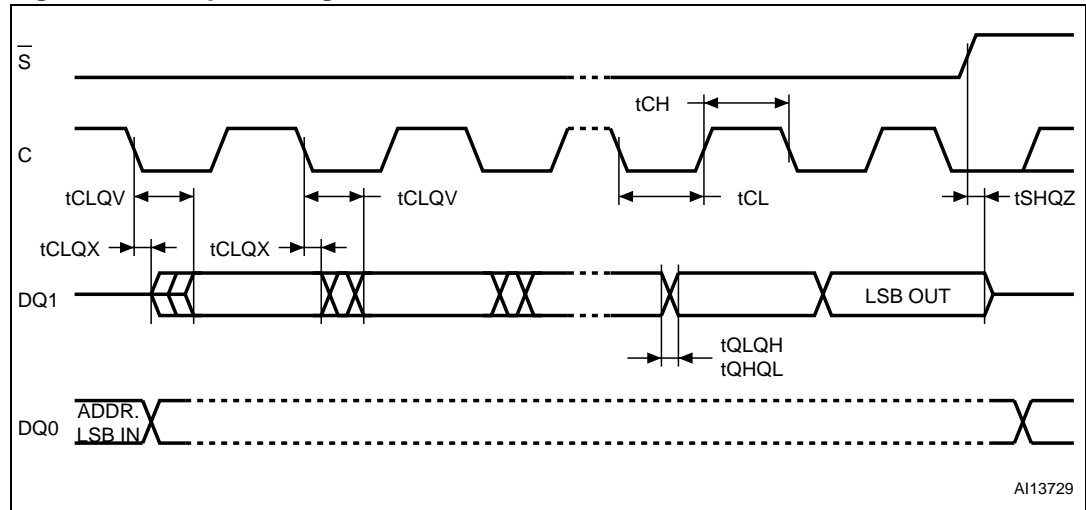 S
tCH
C
tCLQV
tCLQV
tCL
tSHQZ
tCLQX
tCLQX
DQ1
LSB OUT
tQLQH
tQHQL
DQ0
ADDR.
LSB IN
AI13729